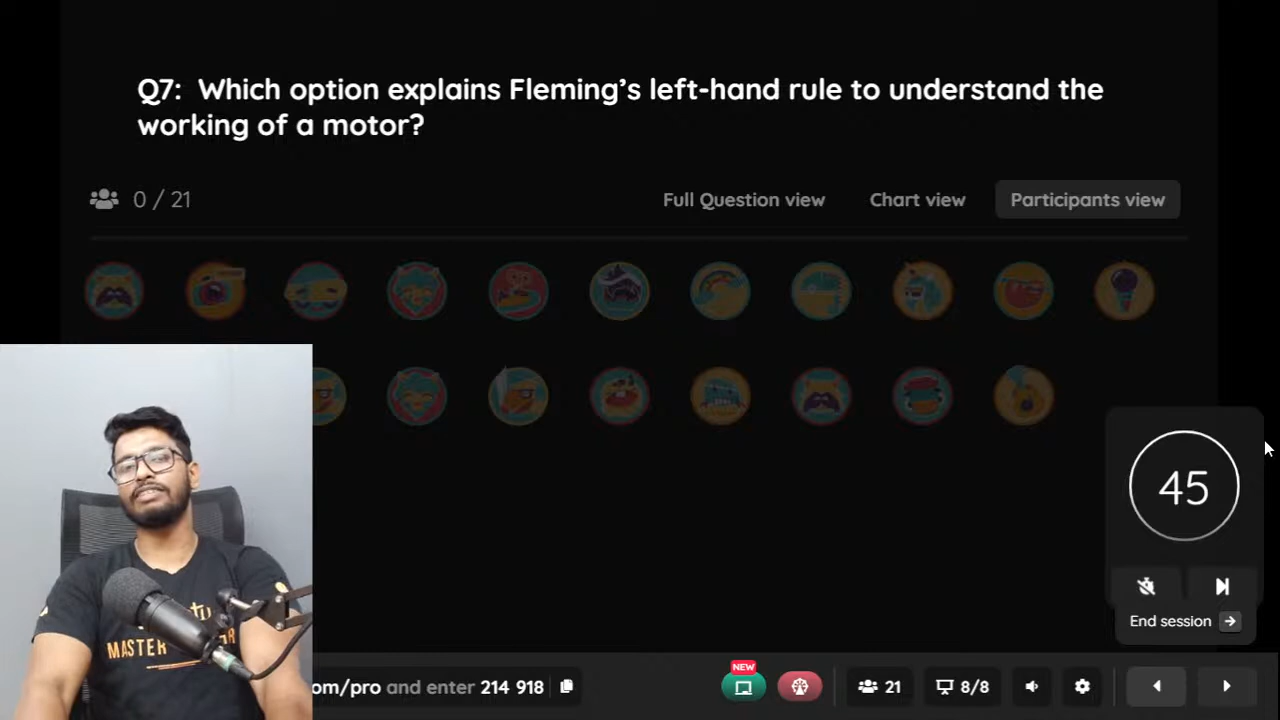 Q7: Which option explains Fleming's left-hand rule to understand the
working of a motor?
0 / 21
Full Question view
Chart view
Participants view
45
End session
MASTER
om/pro and enter 214 918
NEW
21
8/8